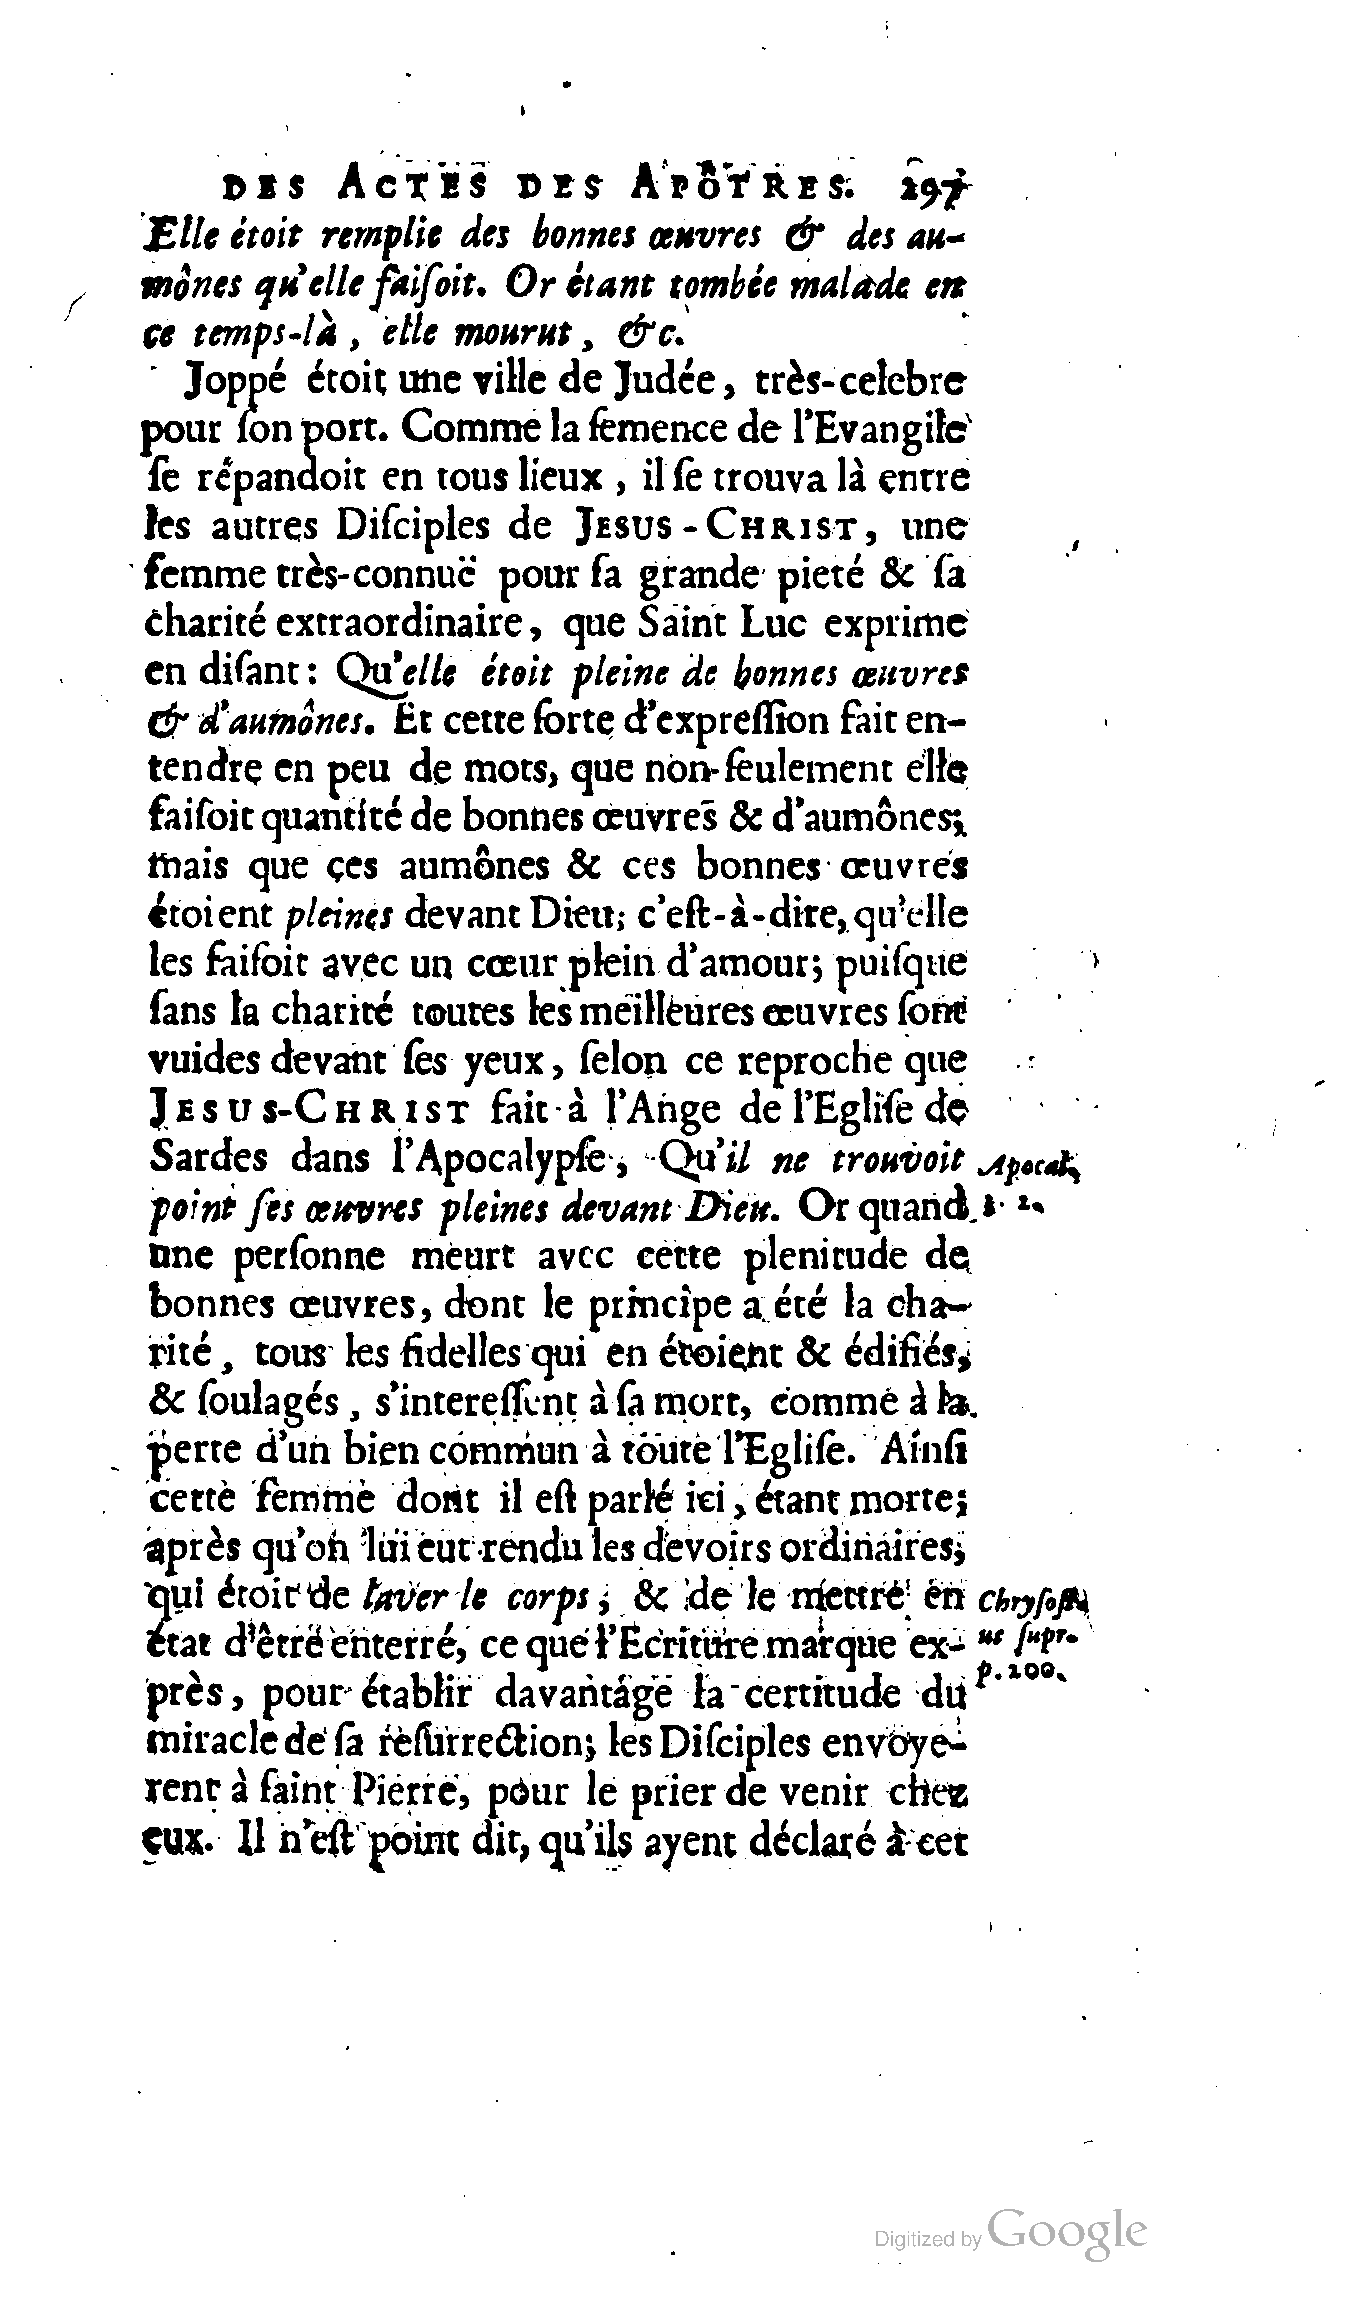 DES ACTES DES APÔTRES. 297
Elle étoit remplie des bonnes œuvres & des au-
mônes qu'elle faiſoit. Or étant tombée malade en
ce temps-là, elle mourut, &c.
Joppé étoit une ville de Judée, très-celebre
pour ſon port. Comme la ſemence de l'Evangile
ſe répandoit en tous lieux, il ſe trouva là entre
les autres Diſciples de JESUS-CHRIST, une
femme très-connuë pour ſa grande pieté & ſa
charité extraordinaire, que Saint Luc exprime
en diſant : Qu'elle étoit pleine de bonnes œuvres
& d'aumônes. Et cette ſorte d'expreſſion fait en-
tendre en peu de mots, que non-ſeulement elle
faiſoit quantité de bonnes œuvres & d'aumônes;
mais que ces aumônes & ces bonnes œuvres
étoient pleines devant Dieu; c'eſt-à-dire, qu'elle
les faiſoit avec un cœur plein d'amour; puiſque
ſans la charité toutes les meilleures œuvres ſont
vuides devant ſes yeux, ſelon ce reproche que
JESUS-CHRIST fait à l'Ange de l'Egliſe de
Sardes dans l'Apocalypſe, Qu'il ne trouvoit
Apocal.
point ſes œuvres pleines devant Dieu. Or quand
2.
une perſonne meurt avec cette plenitude de
bonnes œuvres, dont le principe a été la cha-
rité, tous les fidelles qui en étoient & édifiés,
& ſoulagés, s'intereſſent à ſa mort, comme à la
perte d'un bien commun à toute l'Egliſe. Ainſi
cette femme dont il eſt parlé ici, étant morte;
après qu'on lui eut rendu les devoirs ordinaires;
qui étoit de laver le corps; & de le mettre en
Chryſoſt.
état d'être enterré, ce que l'Ecriture marque ex-
ut ſupr.
près, pour établir davantage la certitude du
p. 200.
miracle de ſa reſurrection; les Diſciples envoye-
rent à ſaint Pierre, pour le prier de venir chez
eux. Il n'eſt point dit, qu'ils ayent déclaré à cet
Digitized by Google